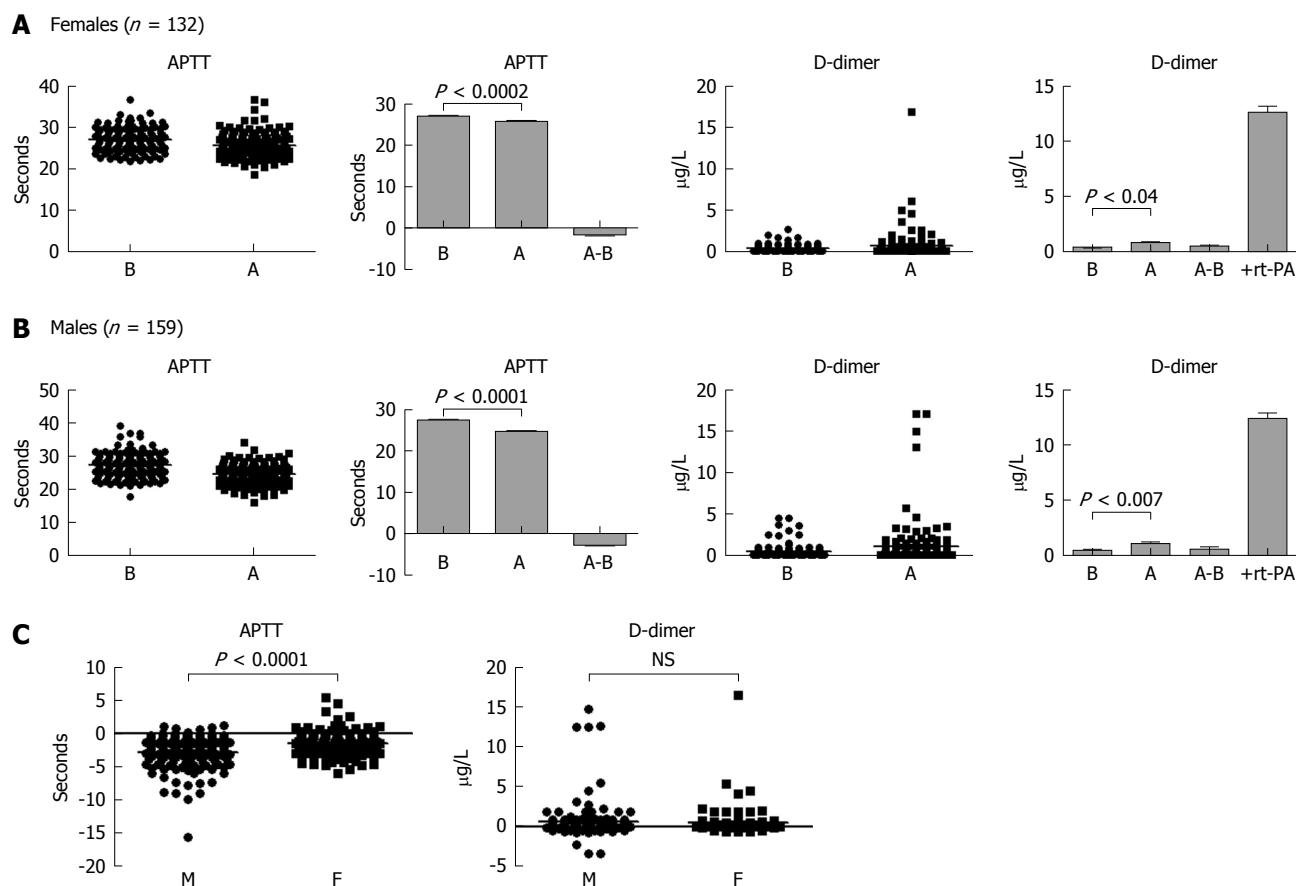 A Females (n = 132)
APTT
Seconds
40
30
20
10
0
B A
APTT
Seconds
P < 0.0002
30
20
10
0
-10
B A A-B
D-dimer
µg/L
20
15
10
5
0
B A
D-dimer
µg/L
15
10
5
0
P < 0.04
B A A-B +rt-PA
B Males (n = 159)
APTT
Seconds
50
40
30
20
10
0
B A
APTT
Seconds
P < 0.0001
30
20
10
0
-10
B A A-B
D-dimer
µg/L
20
15
10
5
0
B A
D-dimer
µg/L
15
10
5
0
P < 0.007
B A A-B +rt-PA
C
APTT
P < 0.0001
Seconds
10
5
0
-5
-10
-15
-20
M F
D-dimer
NS
µg/L
20
15
10
5
0
-5
M F